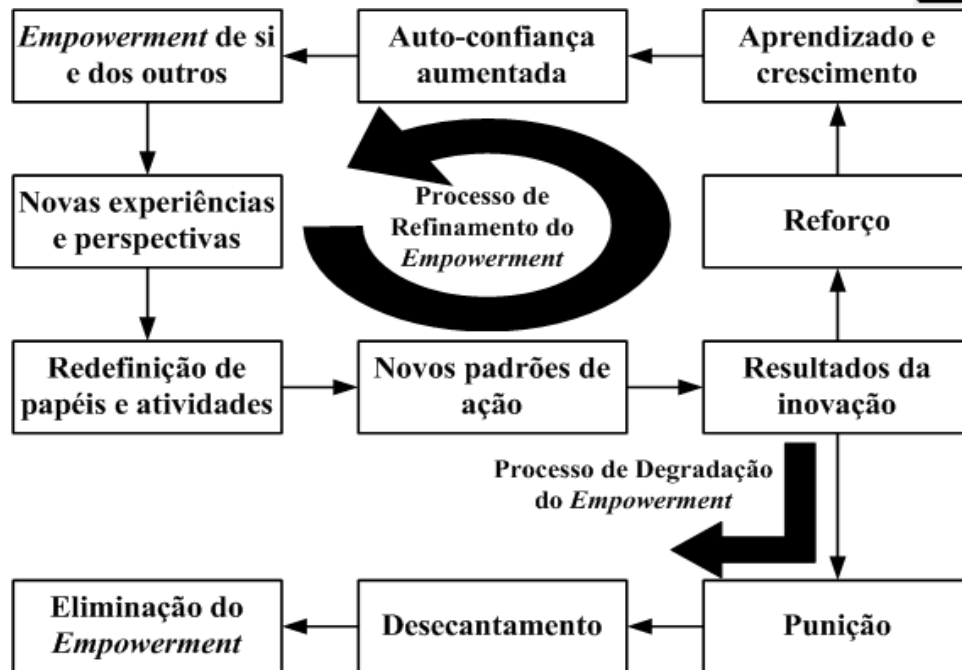 Empowerment de si
e dos outros
Auto-confiança
aumentada
Aprendizado e
crescimento
Novas experiências
e perspectivas
Processo de
Refinamento do
Empowerment
Reforço
Redefinição de
papéis e atividades
Novos padrões de
ação
Resultados da
inovação
Processo de Degradação
do Empowerment
Eliminação do
Empowerment
Desecantamento
Punição